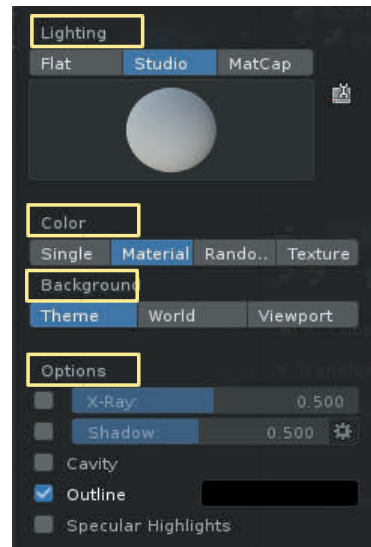 Lighting
Flat Studio MatCap
Color
Single Material Rando.. Texture
Background
Theme World Viewport
Options
X-Ray: 0.500
Shadow: 0.500
Cavity
Outline
Specular Highlights